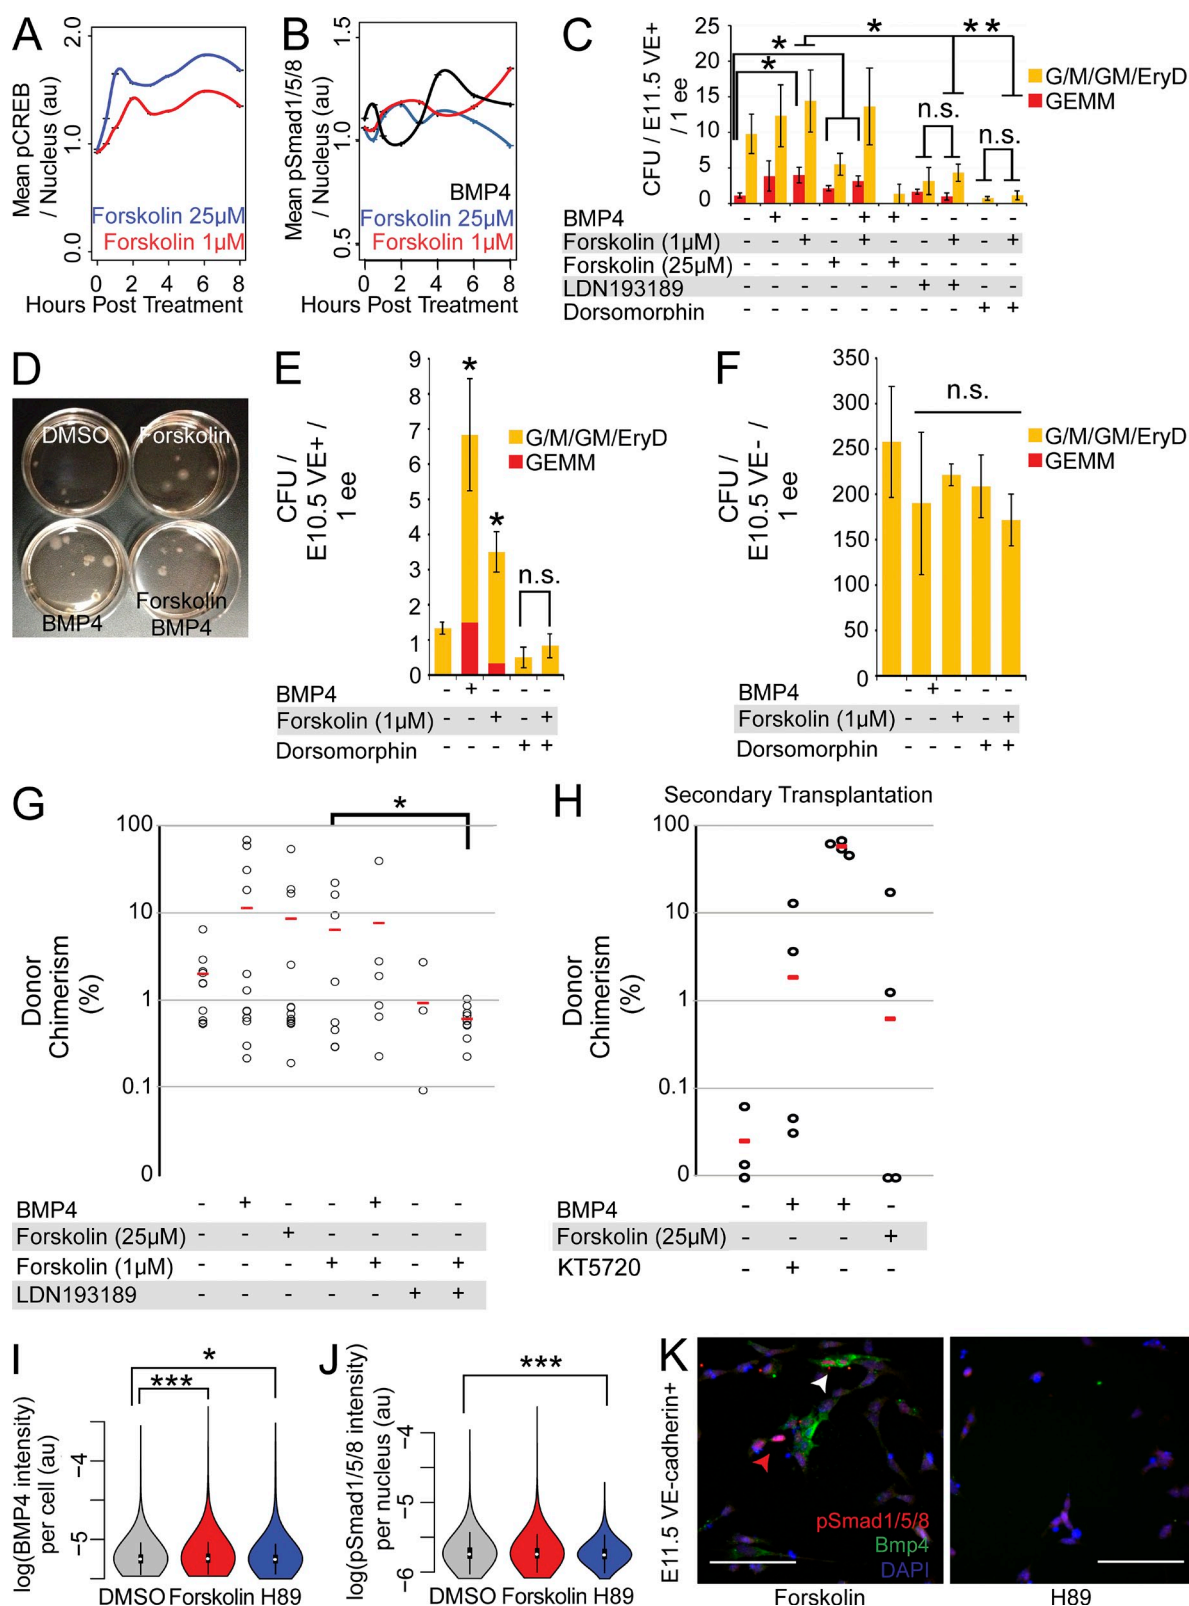 A
Mean pCREB
/ Nucleus (au)
2.0
1.0
0.0
Forskolin 25µM
Forskolin 1µM
0 2 4 6 8
Hours Post Treatment
B
Mean pSmad1/5/8
/ Nucleus (au)
1.5
1.0
0.5
BMP4
Forskolin 25µM
Forskolin 1µM
0 2 4 6 8
Hours Post Treatment
C
CFU / E11.5 VE+
/ 1 ee
25
20
15
10
5
0
* * * **
n.s.
n.s.
G/M/GM/EryD
GEMM
BMP4 - + - - + + - - - -
Forskolin (1µM) - - + - + - - + - +
Forskolin (25µM) - - - + - + - - - -
LDN193189 - - - - - - + + - -
Dorsomorphin - - - - - - - - + +
D
DMSO
Forskolin
BMP4
Forskolin
BMP4
E
CFU /
E10.5 VE+ /
1 ee
9
8
7
6
5
4
3
2
1
0
*
*
n.s.
G/M/GM/EryD
GEMM
BMP4 - + - - -
Forskolin (1µM) - - + - +
Dorsomorphin - - - + +
F
CFU /
E10.5 VE- /
1 ee
350
300
250
200
150
100
50
0
n.s.
G/M/GM/EryD
GEMM
BMP4 - + - - -
Forskolin (1µM) - - + - +
Dorsomorphin - - - + +
G
Donor
Chimerism
(%)
100
10
1
0.1
0
*
BMP4 - + - - + - -
Forskolin (25µM) - - + - - - -
Forskolin (1µM) - - - + + - +
LDN193189 - - - - - + +
H
Secondary Transplantation
Donor
Chimerism
(%)
100
10
1
0.1
0
BMP4 - + + -
Forskolin (25µM) - - - +
KT5720 - + - -
I
log(BMP4 intensity)
per cell (au)
-4
-5
*
***
DMSO Forskolin H89
J
log(pSmad1/5/8 intensity)
per nucleus (au)
-4
-5
-6
***
DMSO Forskolin H89
K
E11.5 VE-cadherin+
pSmad1/5/8
Bmp4
DAPI
Forskolin
H89